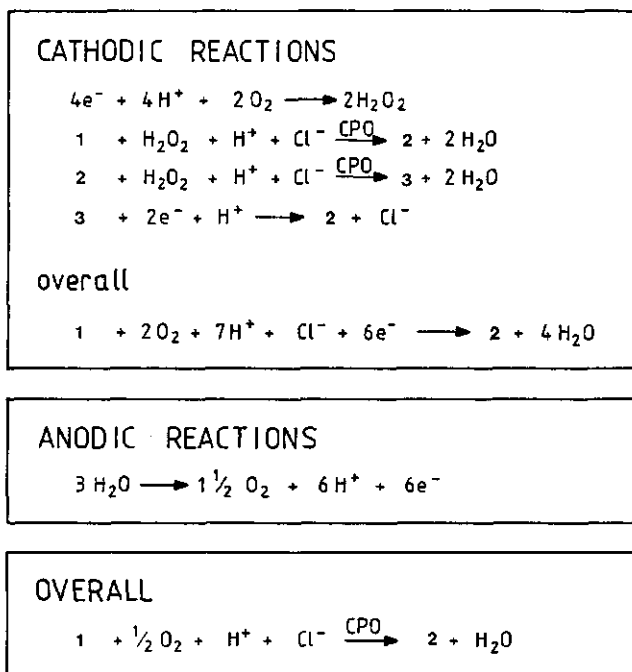 CATHODIC REACTIONS
4e⁻ + 4H⁺ + 2O₂ ⟶ 2H₂O₂
1 + H₂O₂ + H⁺ + Cl⁻ ⟶ CPO 2 + 2H₂O
2 + H₂O₂ + H⁺ + Cl⁻ ⟶ CPO 3 + 2H₂O
3 + 2e⁻ + H⁺ ⟶ 2 + Cl⁻
overall
1 + 2O₂ + 7H⁺ + Cl⁻ + 6e⁻ ⟶ 2 + 4H₂O
ANODIC REACTIONS
3H₂O ⟶ 1½ O₂ + 6H⁺ + 6e⁻
OVERALL
1 + ½O₂ + H⁺ + Cl⁻ ⟶ CPO 2 + H₂O